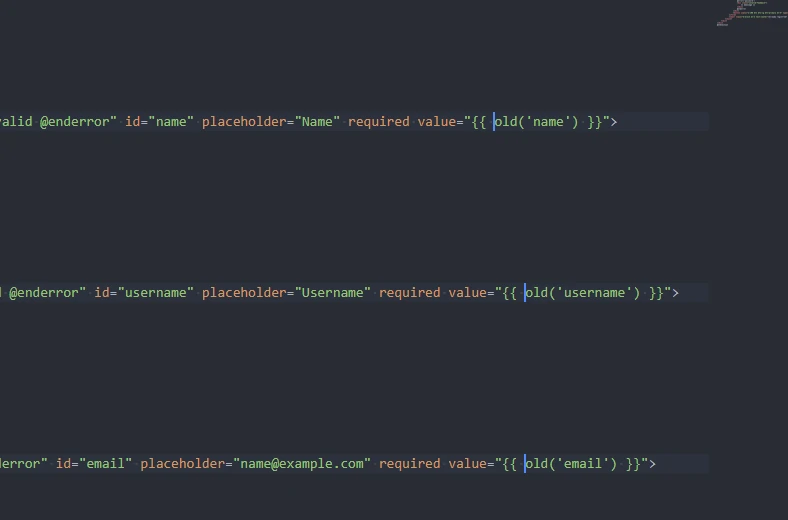 valid @enderror" id="name" placeholder="Name" required value="{{ old('name') }}">
@enderror" id="username" placeholder="Username" required value="{{ old('username') }}">
derror" id="email" placeholder="name@example.com" required value="{{ old('email') }}">